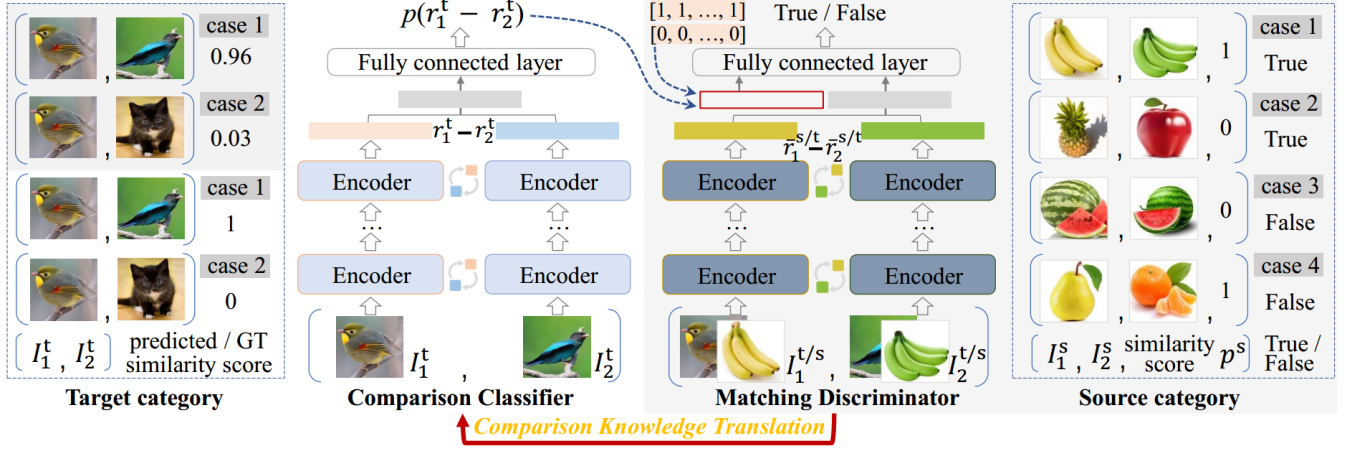 case 1
0.96
,
case 2
0.03
,
case 1
1
,
case 2
0
,
I₁ᵗ , I₂ᵗ
predicted / GT
similarity score
Target category
p(r₁ᵗ − r₂ᵗ)
Fully connected layer
r₁ᵗ − r₂ᵗ
Encoder Encoder
... ...
Encoder Encoder
I₁ᵗ , I₂ᵗ
Comparison Classifier
[1, 1, ..., 1]
[0, 0, ..., 0]
True / False
Fully connected layer
r̄₁ˢ/ᵗ − r̄₂ˢ/ᵗ
Encoder Encoder
... ...
Encoder Encoder
I₁ᵗ/ˢ , I₂ᵗ/ˢ
Matching Discriminator
Comparison Knowledge Translation
case 1
, , 1
True
case 2
, , 0
True
case 3
, , 0
False
case 4
, , 1
False
I₁ˢ , I₂ˢ , similarity score pˢ
True /
False
Source category